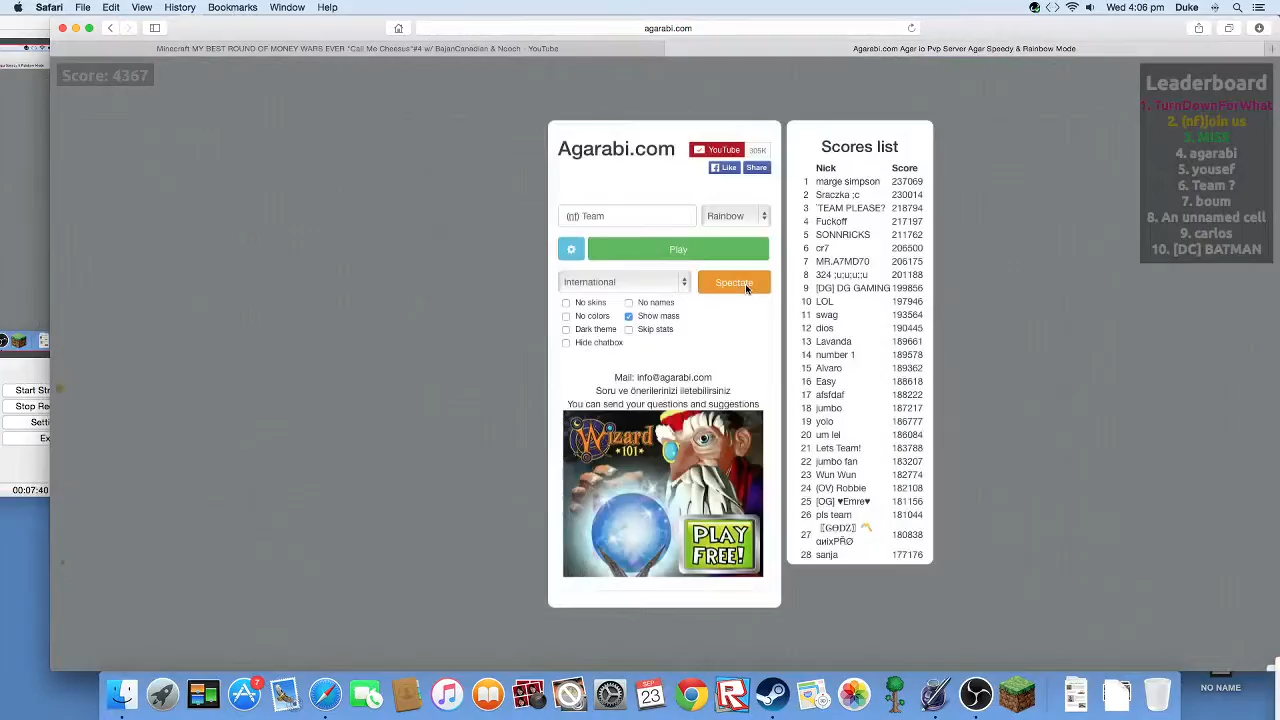 Safari File Edit View History Bookmarks Window Help
Wed 4:06 pm Duke
agarabi.com
Minecraft MY BEST ROUND OF MONEY WARS EVER "Call Me Cheesus"#4 w/ BajanCanadian & Nooch - YouTube
Agarabi.com Ager io Pvp Server Agar Speedy & Rainbow Mode
Score: 4367
Leaderboard
1. TurnDownForWhat
2. (nf)join us
3. MISS
4. agarabi
5. yousef
6. Team ?
7. boum
8. An unnamed cell
9. carlos
10. [DC] BATMAN
Agarabi.com
YouTube 305K
Like Share
(nf) Team Rainbow
Play
International Spectate
No skins No names
No colors Show mass
Dark theme Skip stats
Hide chatbox
Mail: info@agarabi.com
Soru ve önerilerinizi iletebilirsiniz
You can send your questions and suggestions
Wizard
101
PLAY
FREE!
Scores list
Nick Score
1 marge simpson 237069
2 Sraczka ;c 230014
3 ˇTEAM PLEASE? 218794
4 Fuckoff 217197
5 SONNRICKS 211762
6 cr7 206500
7 MR.A7MD70 206175
8 324 ;u;u;u;;u 201188
9 [DG] DG GAMING 199856
10 LOL 197946
11 swag 193564
12 dios 190445
13 Lavanda 189661
14 number 1 189578
15 Alvaro 189362
16 Easy 188618
17 afsfdaf 188222
18 jumbo 187217
19 yolo 186777
20 um lel 186084
21 Lets Team! 183788
22 jumbo fan 183207
23 Wun Wun 182774
24 (OV) Robbie 182108
25 [OG] ♥Emre♥ 181156
26 pls team 181044
27 180838
28 sanja 177176
Start Str
Stop Re
Setti
Ex
00:07:40
7
SEP
23
NO NAME